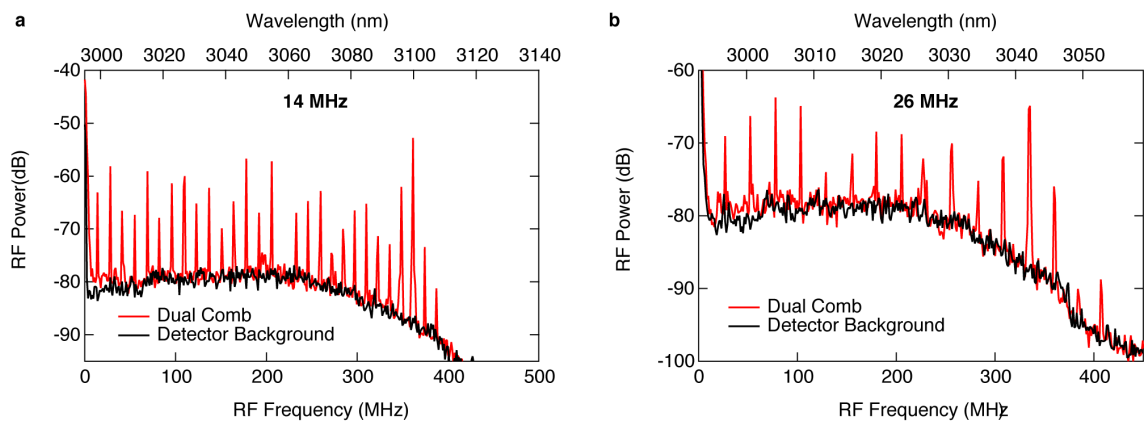 a
Wavelength (nm)
3000 3020 3040 3060 3080 3100 3120 3140
-40
-50
-60
-70
-80
-90
RF Power(dB)
14 MHz
Dual Comb
Detector Background
0 100 200 300 400 500
RF Frequency (MHz)
b
Wavelength (nm)
3000 3010 3020 3030 3040 3050
-60
-70
-80
-90
-100
RF Power (dB)
26 MHz
Dual Comb
Detector Background
0 100 200 300 400
RF Frequency (MHz)